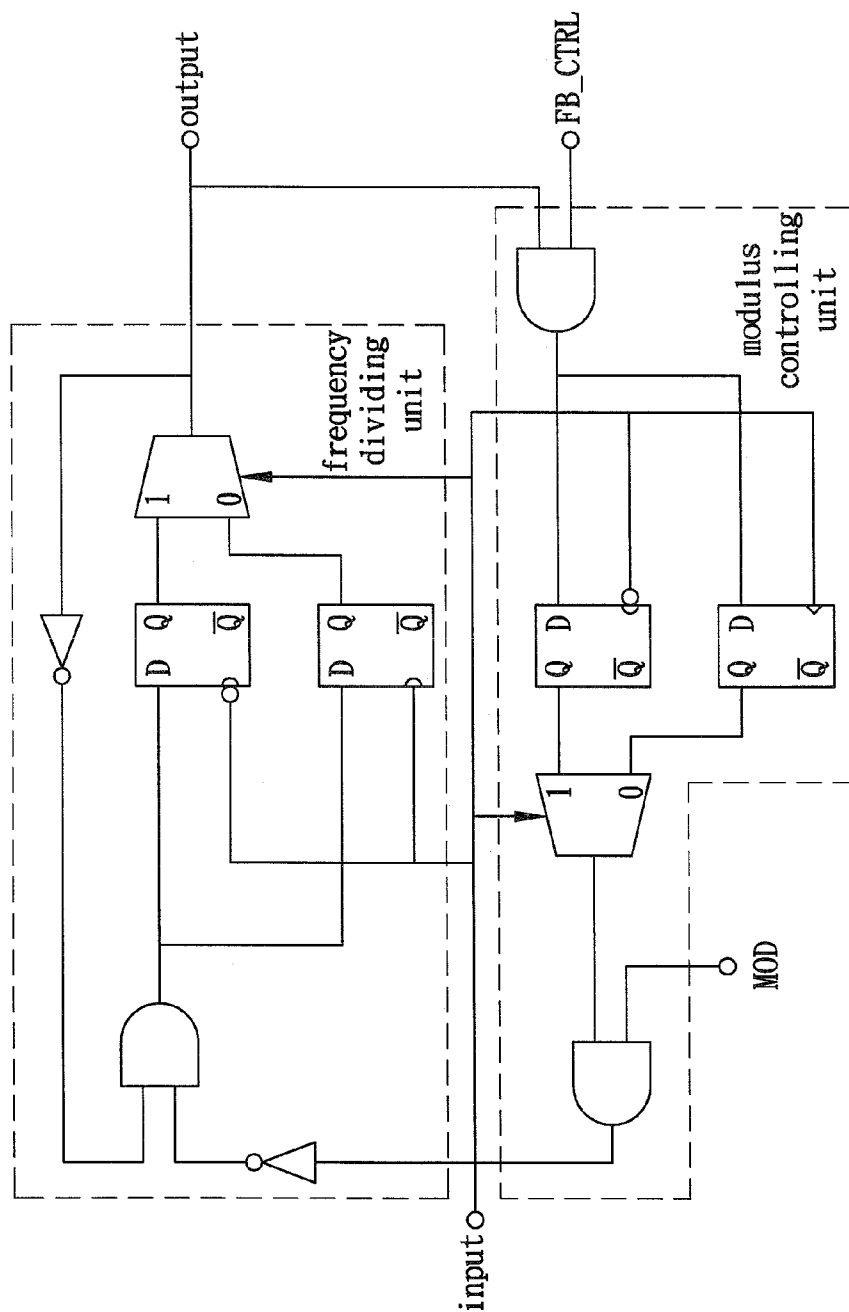 output
FB_CTRL
frequency
dividing
unit
modulus
controlling
unit
1
0
D Q
Q̅
D Q
Q̅
Q D
Q̅
Q D
Q̅
1
0
MOD
input